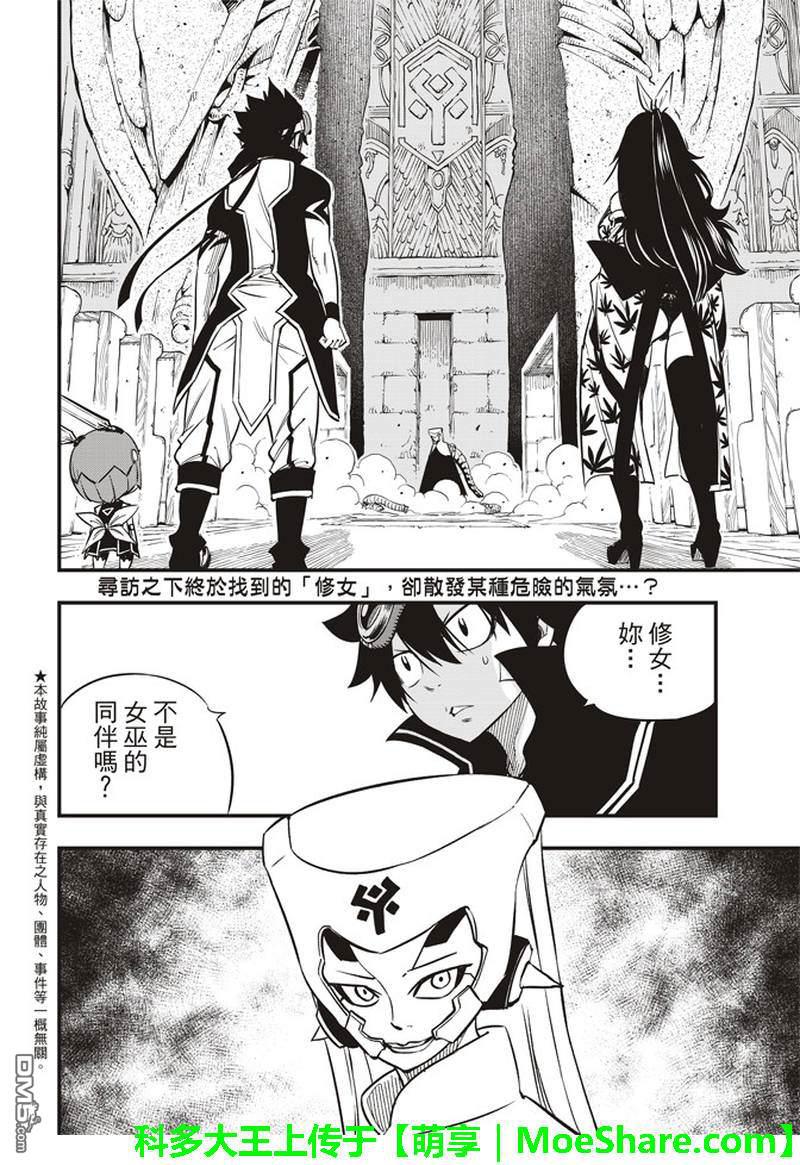 尋訪之下終於找到的「修女」，卻散發某種危險的氣氛…？
修女…
妳…
不是
女巫的
同伴嗎？
★本故事純屬虛構，與真實存在之人物、團體、事件等一概無關。
DM5.com
科多大王上传于【萌享｜MoeShare.com】